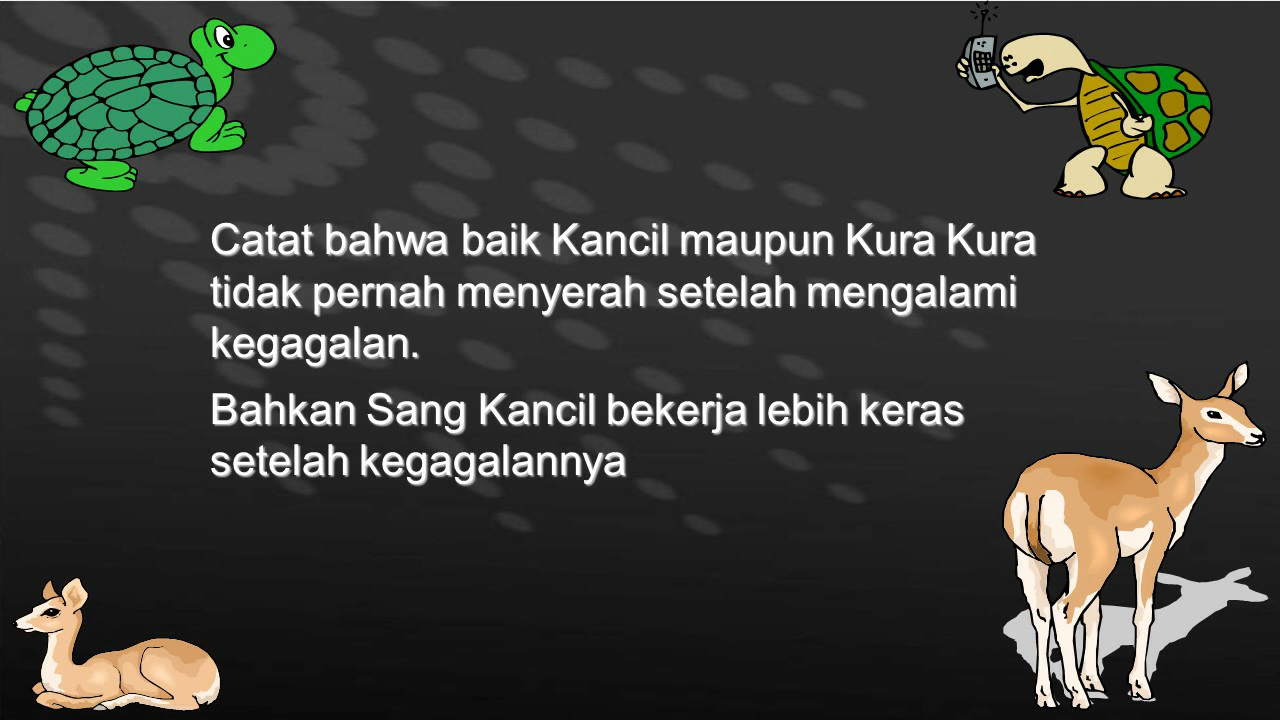 Catat bahwa baik Kancil maupun Kura Kura
tidak pernah menyerah setelah mengalami
kegagalan.
Bahkan Sang Kancil bekerja lebih keras
setelah kegagalannya